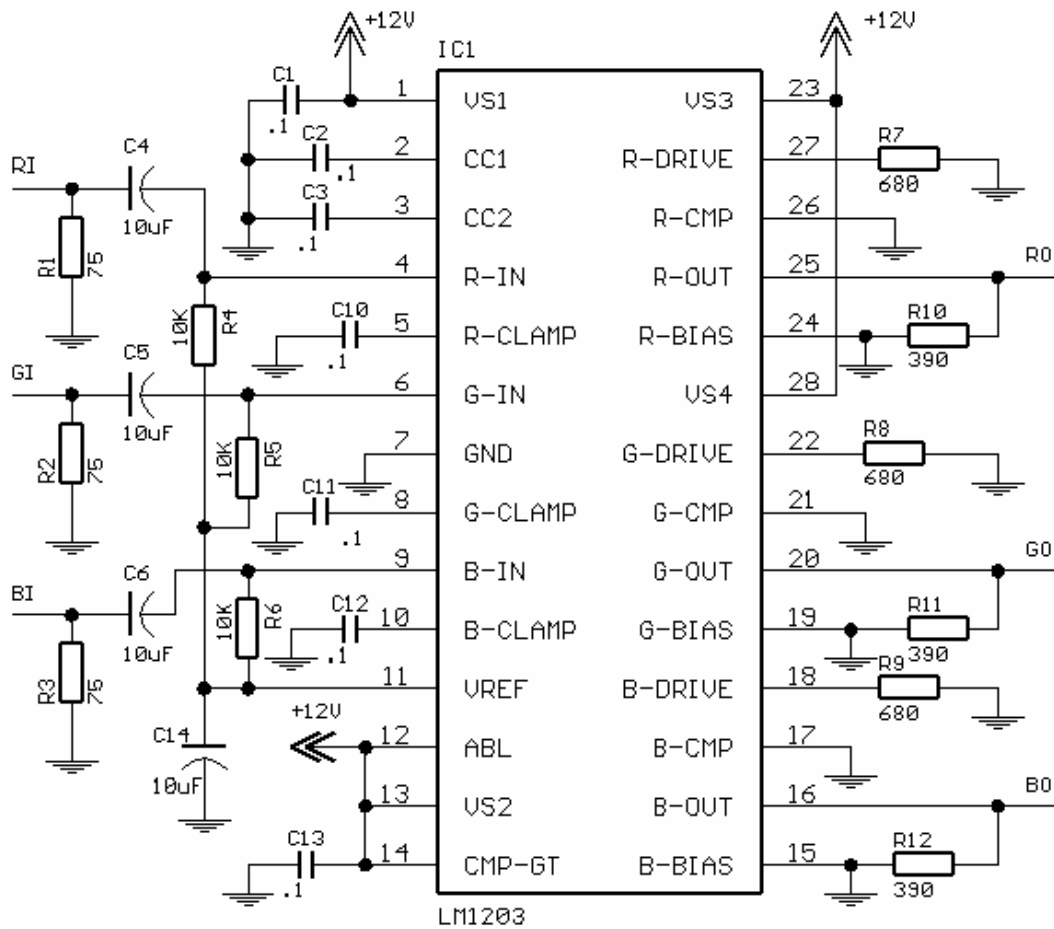 +12V
+12V
IC1
C1
.1
1
VS1
VS3
23
C2
.1
2
CC1
R-DRIVE
27
R7
680
RI
C4
10uF
C3
.1
3
CC2
R-CMP
26
R1
75
4
R-IN
R-OUT
25
RO
10K
R4
C10
.1
5
R-CLAMP
R-BIAS
24
R10
390
GI
C5
10uF
6
G-IN
VS4
28
R2
75
10K
R5
7
GND
G-DRIVE
22
R8
680
C11
.1
8
G-CLAMP
G-CMP
21
BI
C6
10uF
9
B-IN
G-OUT
20
GO
R3
75
10K
R6
C12
.1
10
B-CLAMP
G-BIAS
19
R11
390
11
VREF
B-DRIVE
18
R9
680
C14
10uF
+12V
12
ABL
B-CMP
17
13
VS2
B-OUT
16
BO
C13
.1
14
CMP-GT
B-BIAS
15
R12
390
LM1203